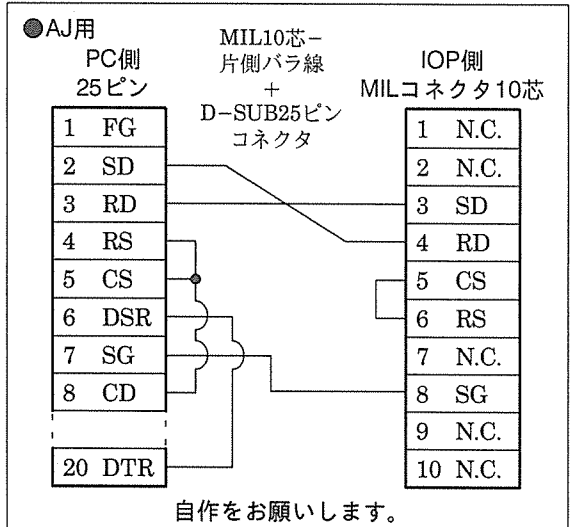 ●AJ用
PC側
25ピン
MIL10芯−
片側バラ線
+
D−SUB25ピン
コネクタ
IOP側
MILコネクタ10芯
1 FG
2 SD
3 RD
4 RS
5 CS
6 DSR
7 SG
8 CD
20 DTR
1 N.C.
2 N.C.
3 SD
4 RD
5 CS
6 RS
7 N.C.
8 SG
9 N.C.
10 N.C.
自作をお願いします。